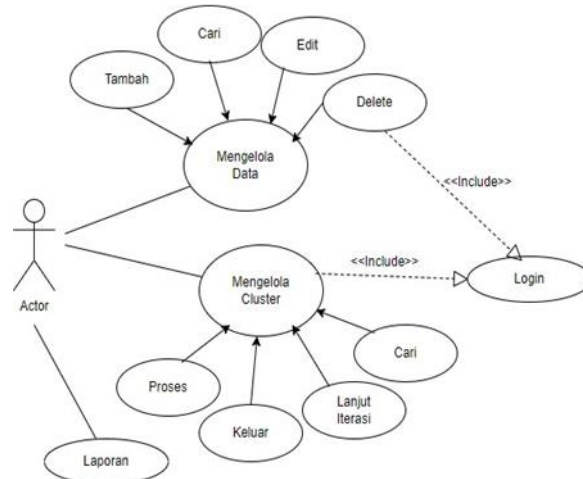 Cari
Edit
Tambah
Delete
Mengelola
Data
<<Include>>
<<Include>>
Mengelola
Cluster
Login
Actor
Cari
Proses
Lanjut
Iterasi
Keluar
Laporan